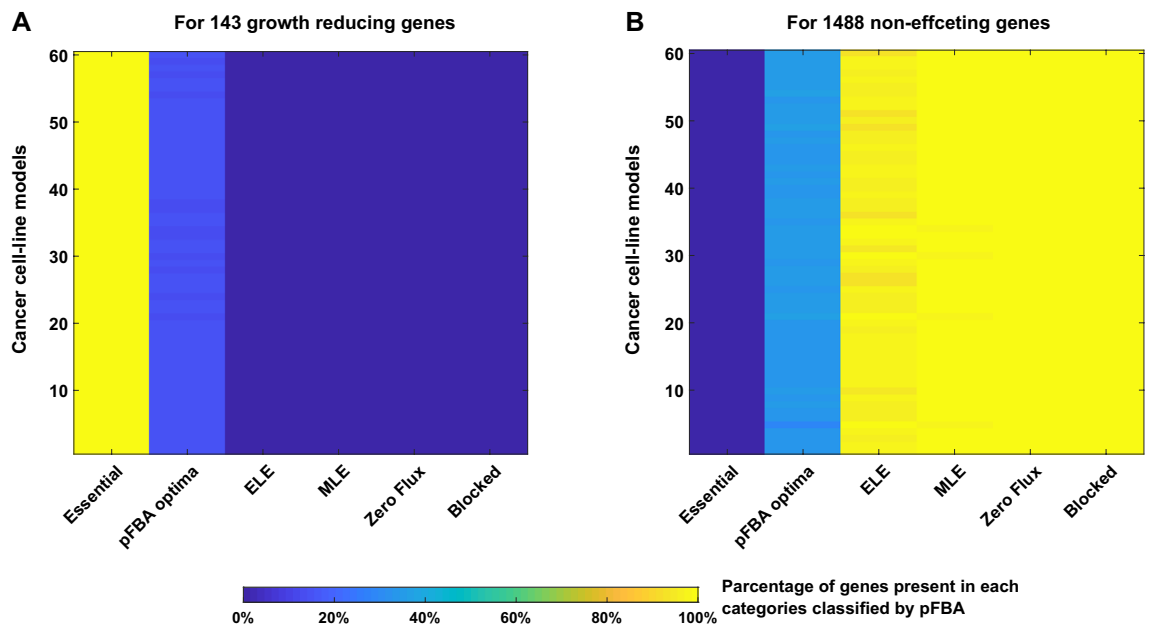 A
For 143 growth reducing genes
Cancer cell-line models
60
50
40
30
20
10
Essential
pFBA optima
ELE
MLE
Zero Flux
Blocked
B
For 1488 non-effceting genes
Cancer cell-line models
60
50
40
30
20
10
Essential
pFBA optima
ELE
MLE
Zero Flux
Blocked
0%
20%
40%
60%
80%
100%
Parcentage of genes present in each
categories classified by pFBA